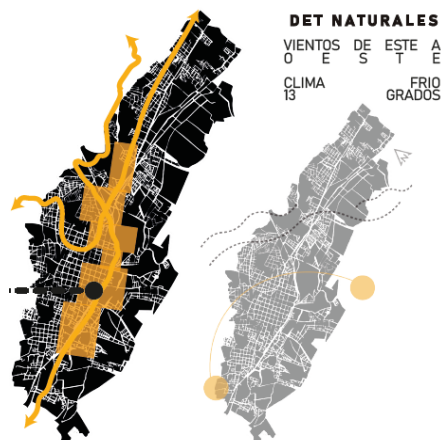 DET NATURALES
VIENTOS DE ESTE A
O E S T E
CLIMA FRIO
13 GRADOS